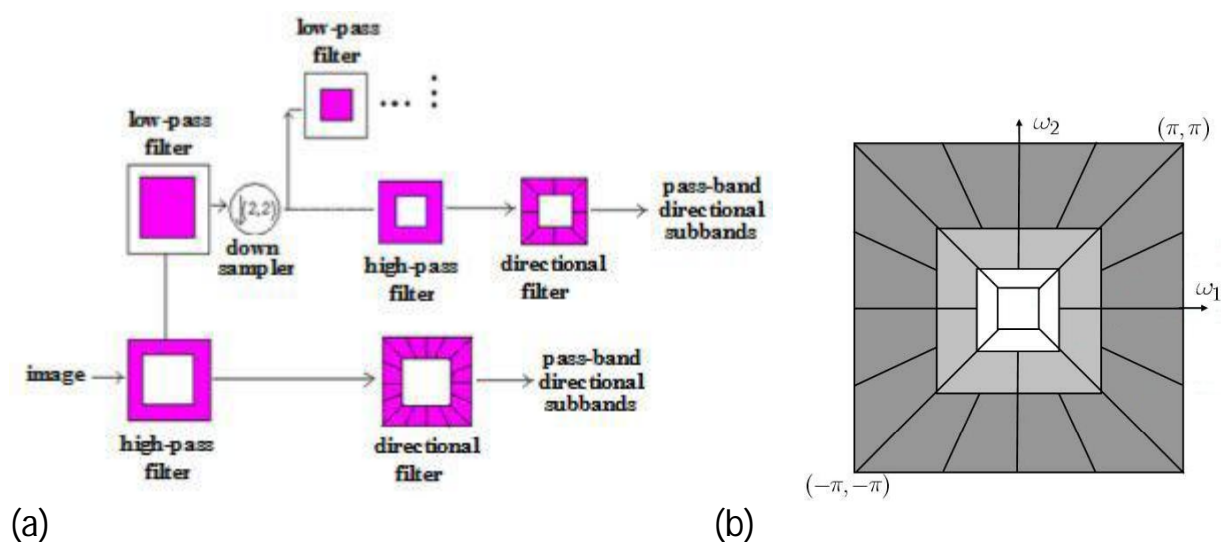 low-pass
filter
low-pass
filter
(2,2)
down
sampler
high-pass
filter
directional
filter
pass-band
directional
subbands
image
high-pass
filter
directional
filter
pass-band
directional
subbands
(a)
ω₂
(π, π)
ω₁
(−π, −π)
(b)